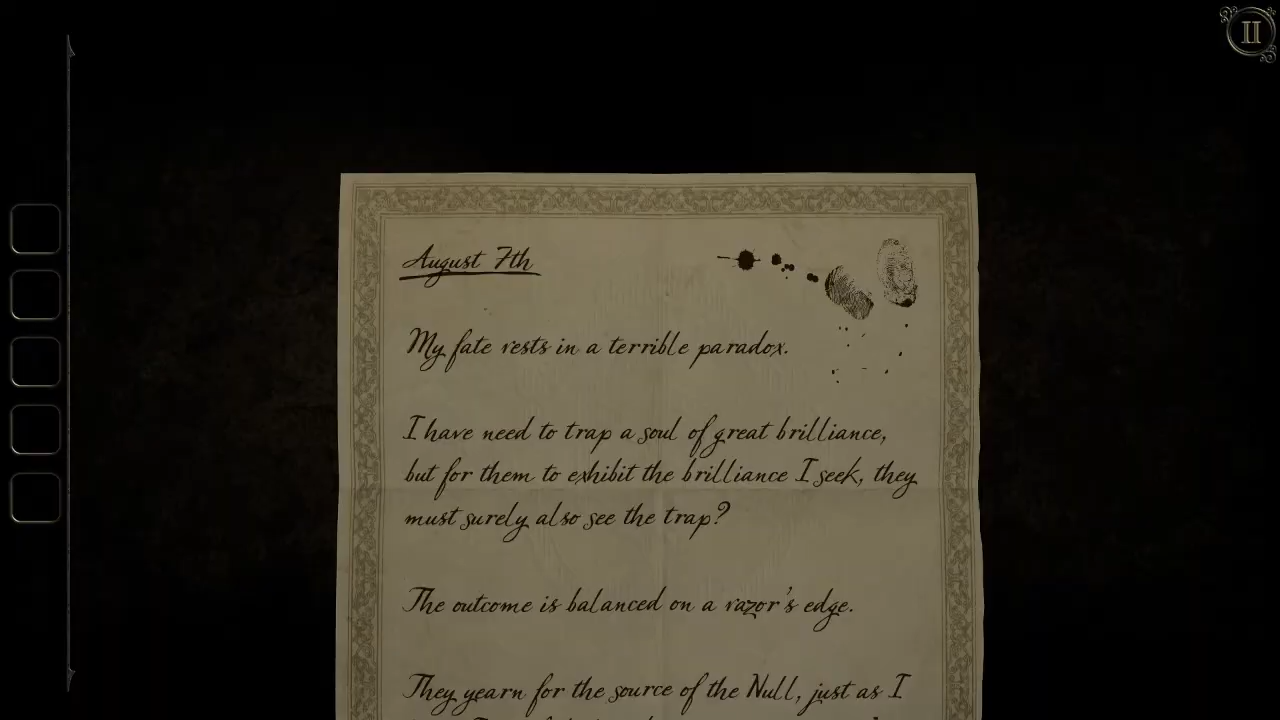 August 7th
My fate rests in a terrible paradox.
I have need to trap a soul of great brilliance,
but for them to exhibit the brilliance I seek, they
must surely also see the trap?
The outcome is balanced on a razor's edge.
They yearn for the source of the Null, just as I